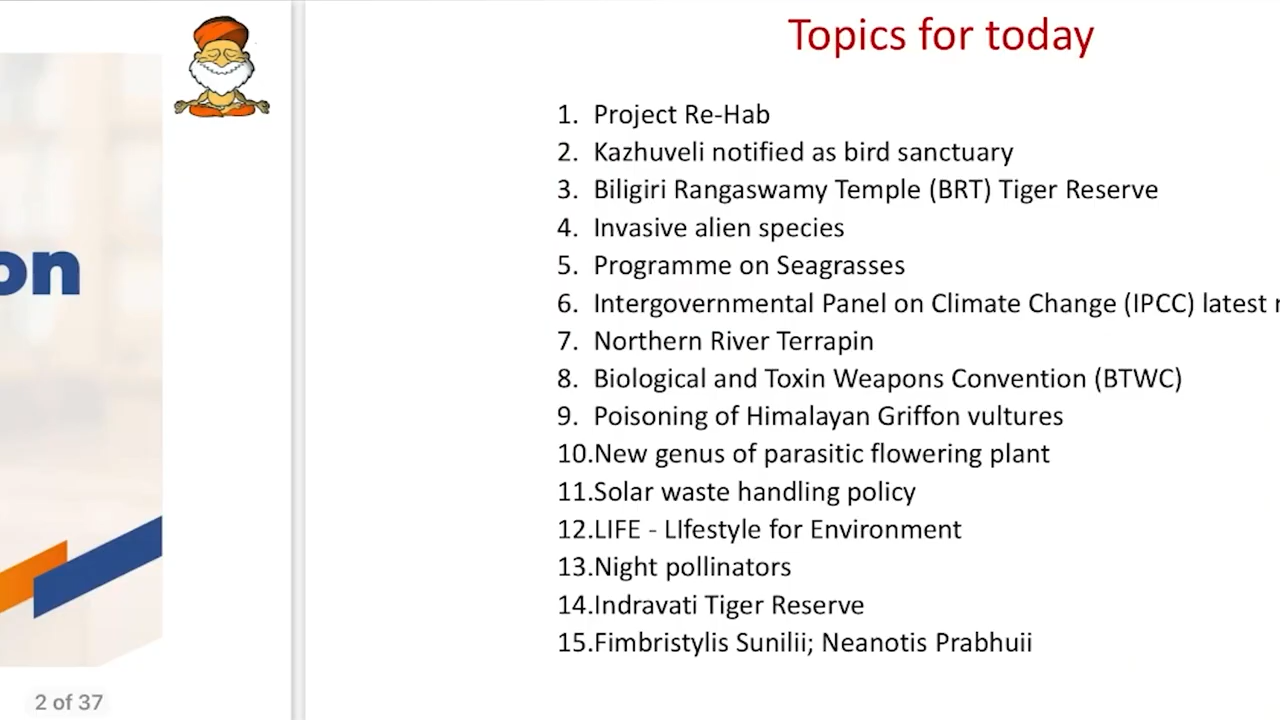 Topics for today
1. Project Re-Hab
2. Kazhuveli notified as bird sanctuary
3. Biligiri Rangaswamy Temple (BRT) Tiger Reserve
4. Invasive alien species
5. Programme on Seagrasses
6. Intergovernmental Panel on Climate Change (IPCC) latest
7. Northern River Terrapin
8. Biological and Toxin Weapons Convention (BTWC)
9. Poisoning of Himalayan Griffon vultures
10.New genus of parasitic flowering plant
11.Solar waste handling policy
12.LIFE - LIfestyle for Environment
13.Night pollinators
14.Indravati Tiger Reserve
15.Fimbristylis Sunilii; Neanotis Prabhuii
on
2 of 37